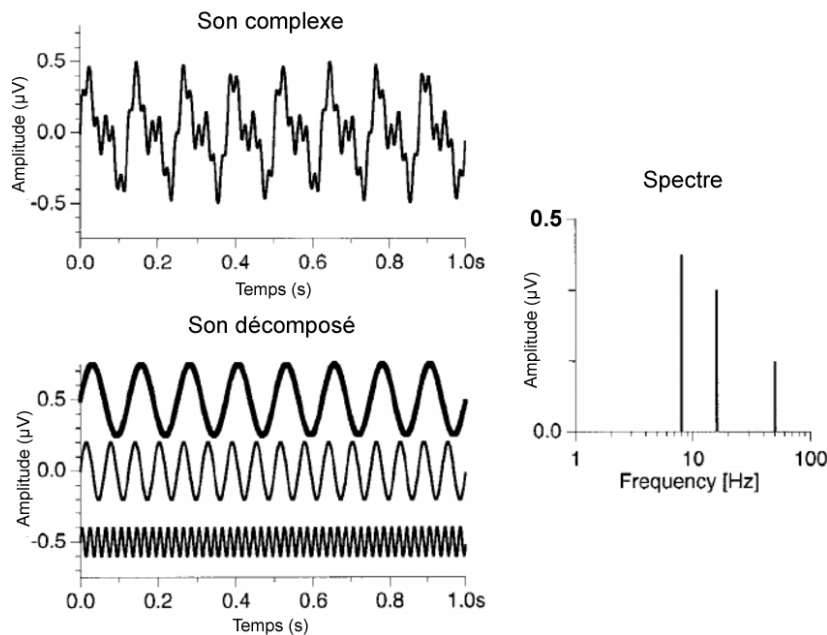 Son complexe
Amplitude (µV)
0.5
0.0
-0.5
0.0 0.2 0.4 0.6 0.8 1.0s
Temps (s)
Son décomposé
Amplitude (µV)
0.5
0.0
-0.5
0.0 0.2 0.4 0.6 0.8 1.0s
Temps (s)
Spectre
Amplitude (µV)
0.5
0.0
1 10 100
Frequency [Hz]